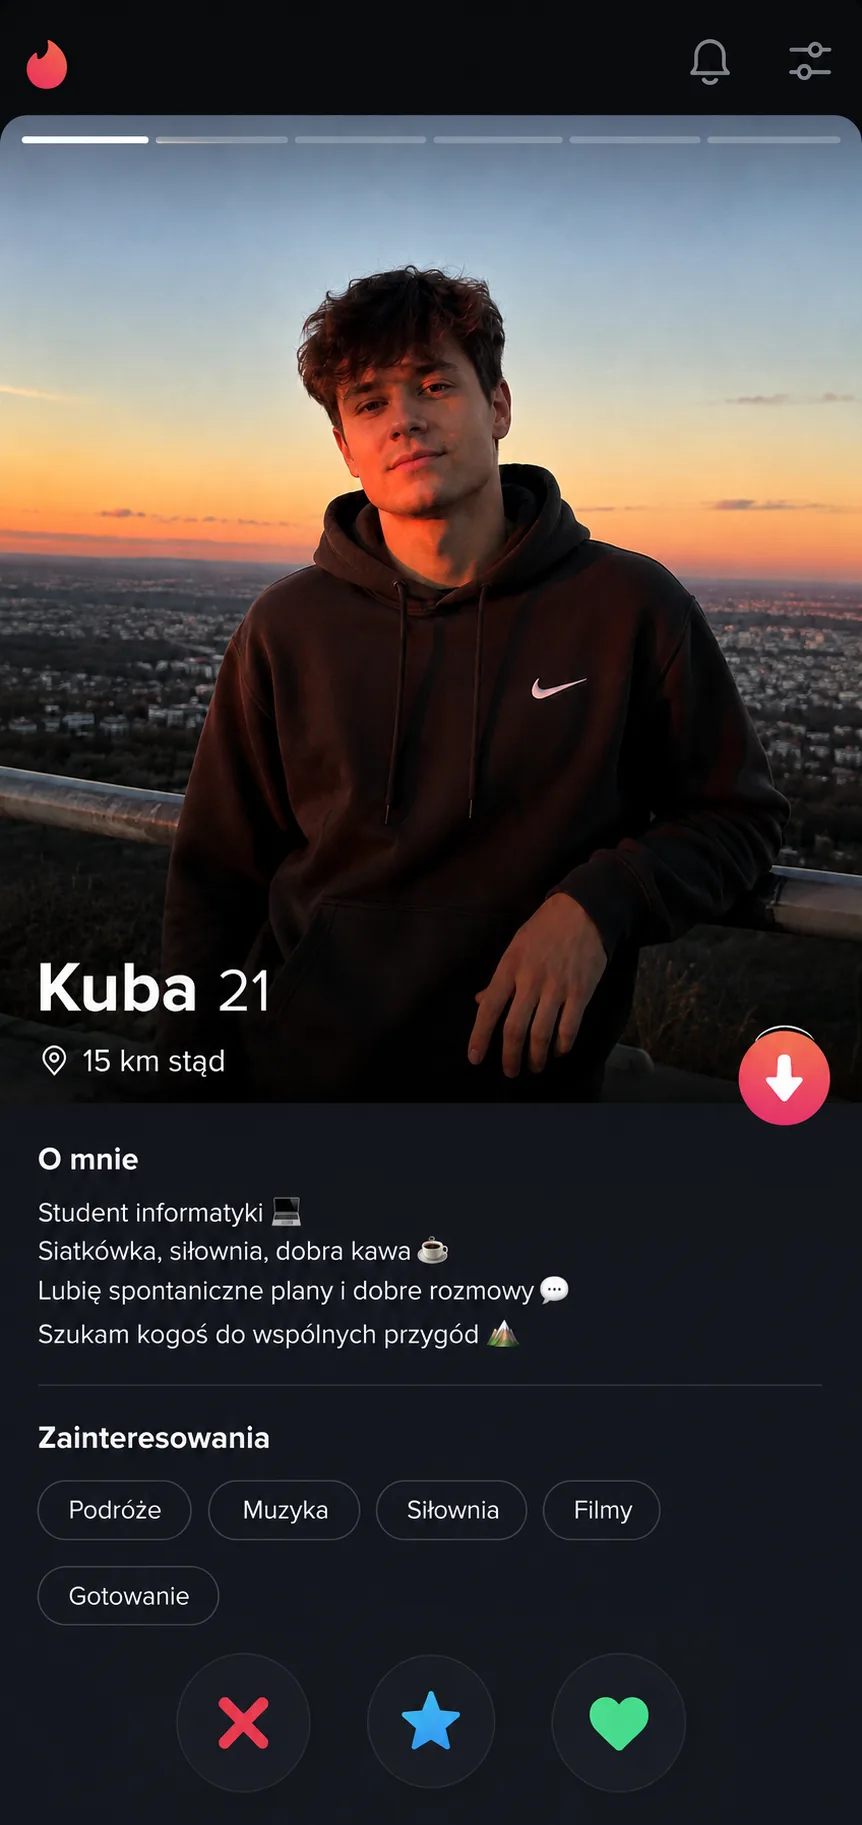 Kuba 21
15 km stąd
O mnie
Student informatyki 💻
Siatkówka, siłownia, dobra kawa ☕
Lubię spontaniczne plany i dobre rozmowy 💬
Szukam kogoś do wspólnych przygód ⛰️
Zainteresowania
Podróże
Muzyka
Siłownia
Filmy
Gotowanie